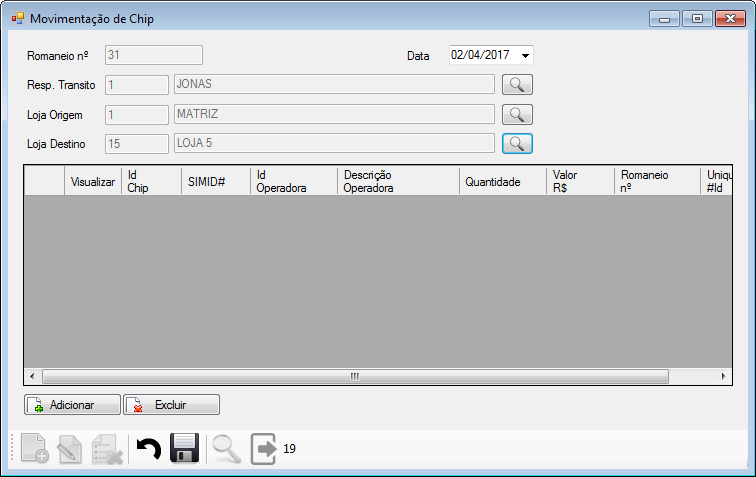 Movimentação de Chip
Romaneio nº 31 Data 02/04/2017
Resp. Transito 1 JONAS
Loja Origem 1 MATRIZ
Loja Destino 15 LOJA 5
Visualizar Id Chip SIMID# Id Operadora Descrição Operadora Quantidade Valor R$ Romaneio nº Uniqu #Id
Adicionar Excluir
19